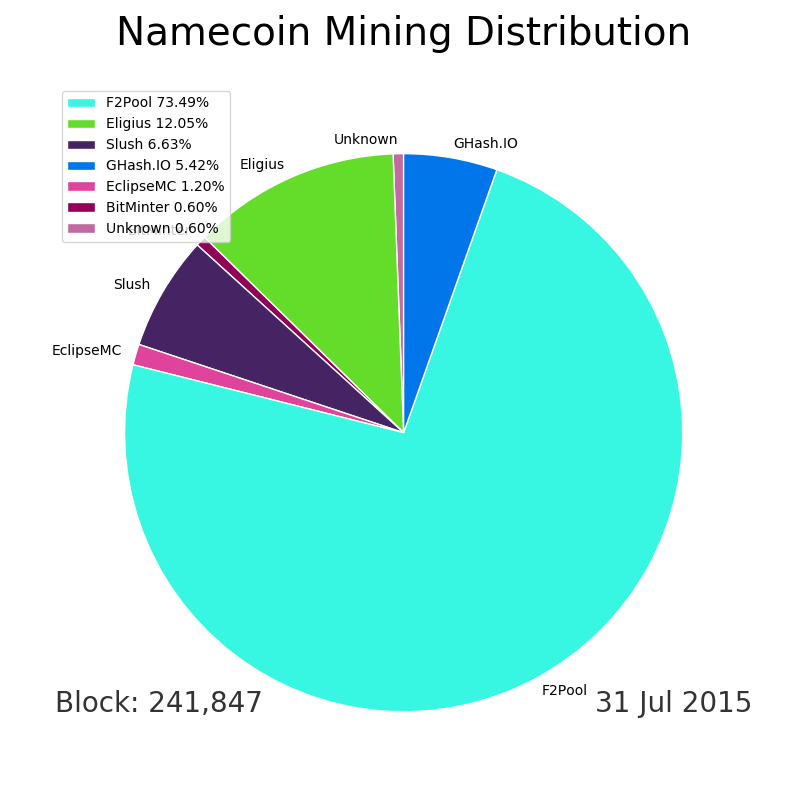 Namecoin Mining Distribution
F2Pool 73.49%
Eligius 12.05%
Slush 6.63%
GHash.IO 5.42%
EclipseMC 1.20%
BitMinter 0.60%
Unknown 0.60%
Unknown
GHash.IO
Eligius
Slush
EclipseMC
F2Pool
Block: 241,847
31 Jul 2015